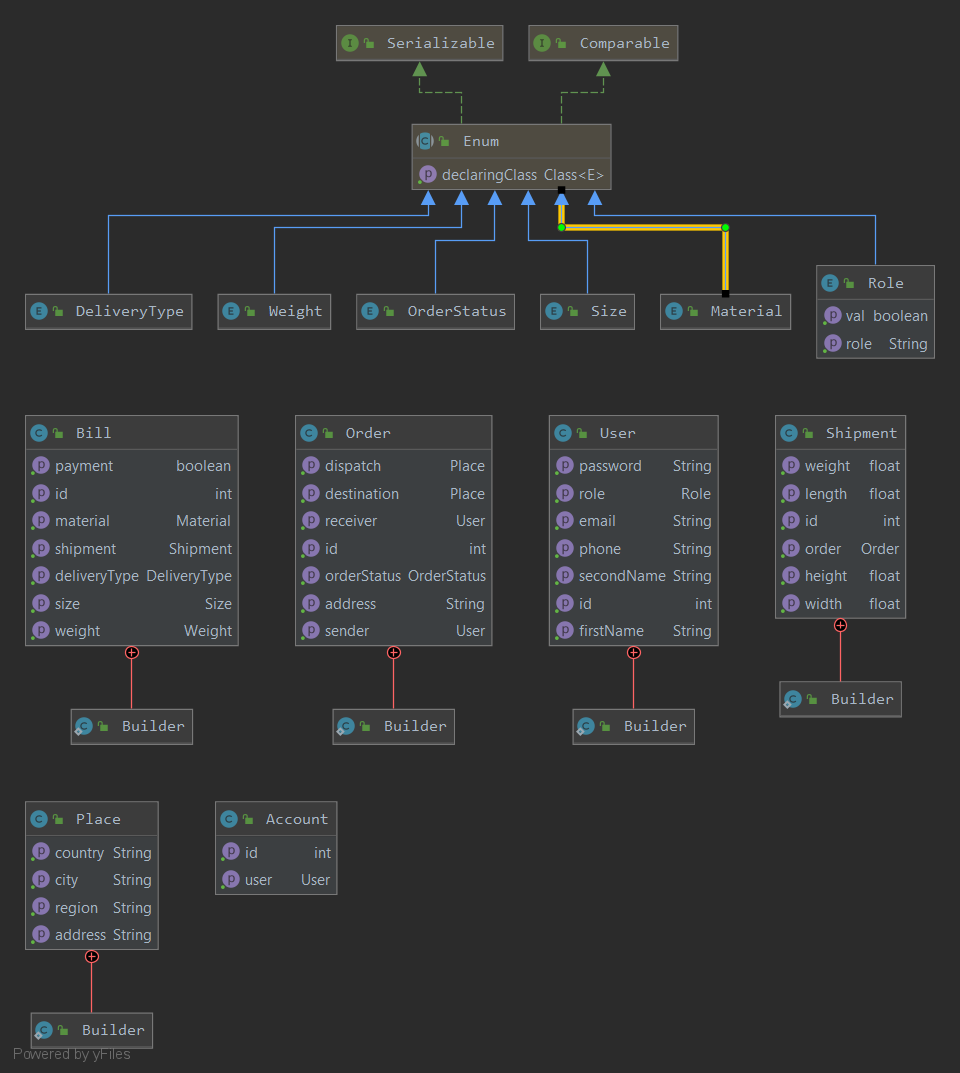 Serializable
Comparable
Enum
declaringClass Class<E>
DeliveryType
Weight
OrderStatus
Size
Material
Role
val boolean
role String
Bill
payment boolean
id int
material Material
shipment Shipment
deliveryType DeliveryType
size Size
weight Weight
Builder
Order
dispatch Place
destination Place
receiver User
id int
orderStatus OrderStatus
address String
sender User
Builder
User
password String
role Role
email String
phone String
secondName String
id int
firstName String
Builder
Shipment
weight float
length float
id int
order Order
height float
width float
Builder
Place
country String
city String
region String
address String
Builder
Account
id int
user User
Powered by yFiles